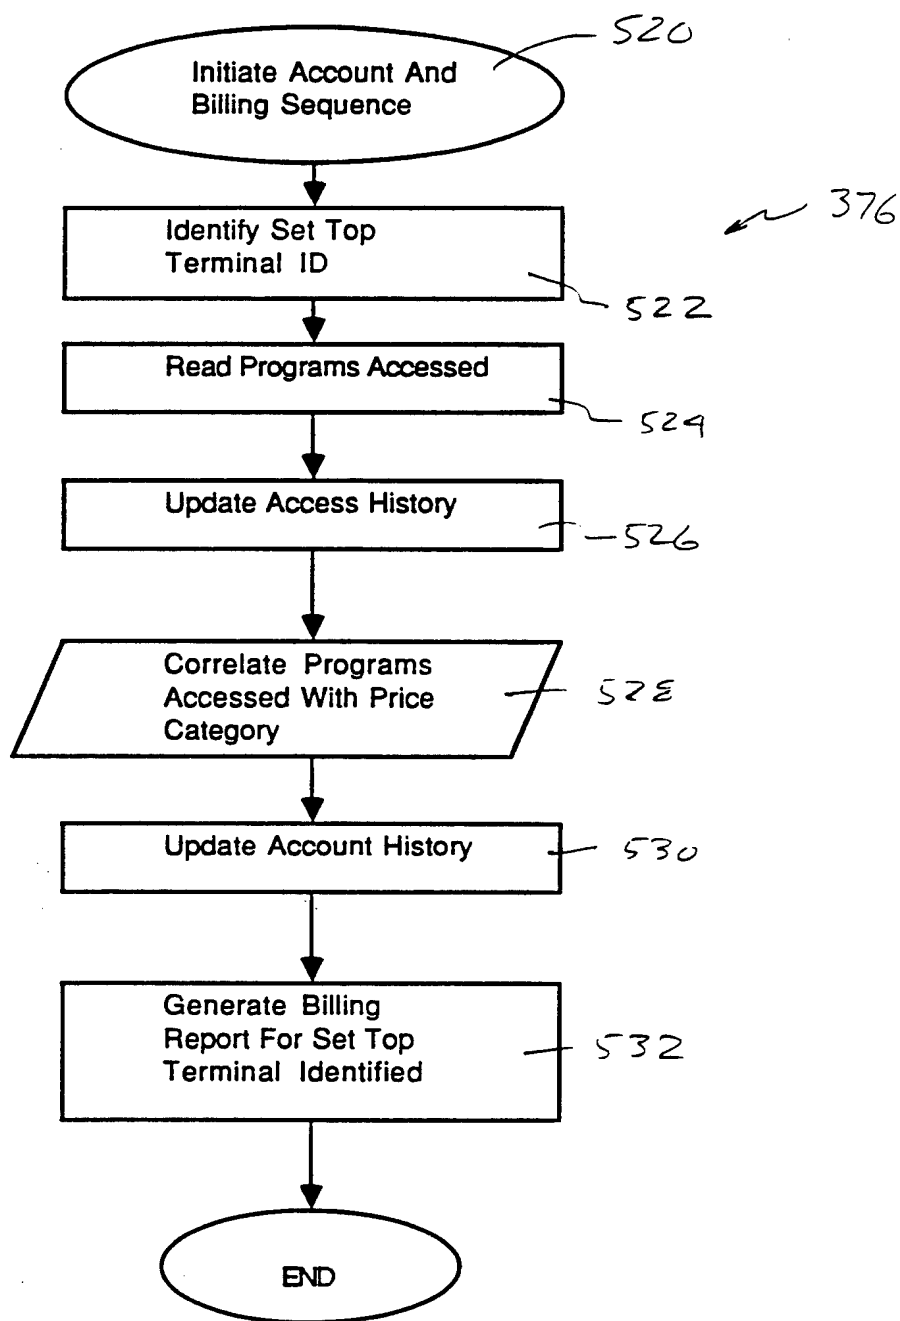 520
Initiate Account And
Billing Sequence
376
Identify Set Top
Terminal ID
522
Read Programs Accessed
524
Update Access History
526
Correlate Programs
Accessed With Price
Category
528
Update Account History
530
Generate Billing
Report For Set Top
Terminal Identified
532
END